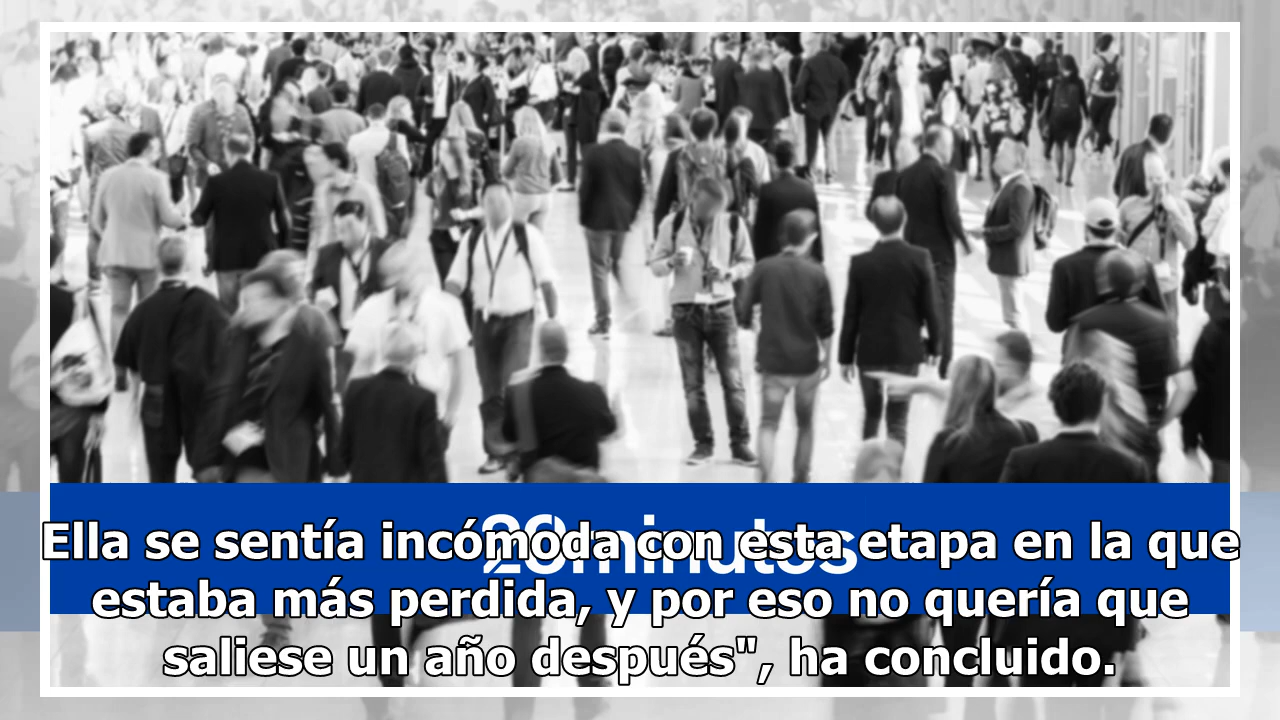 20minutos
Ella se sentía incómoda con esta etapa en la que
estaba más perdida, y por eso no quería que
saliese un año después", ha concluido.